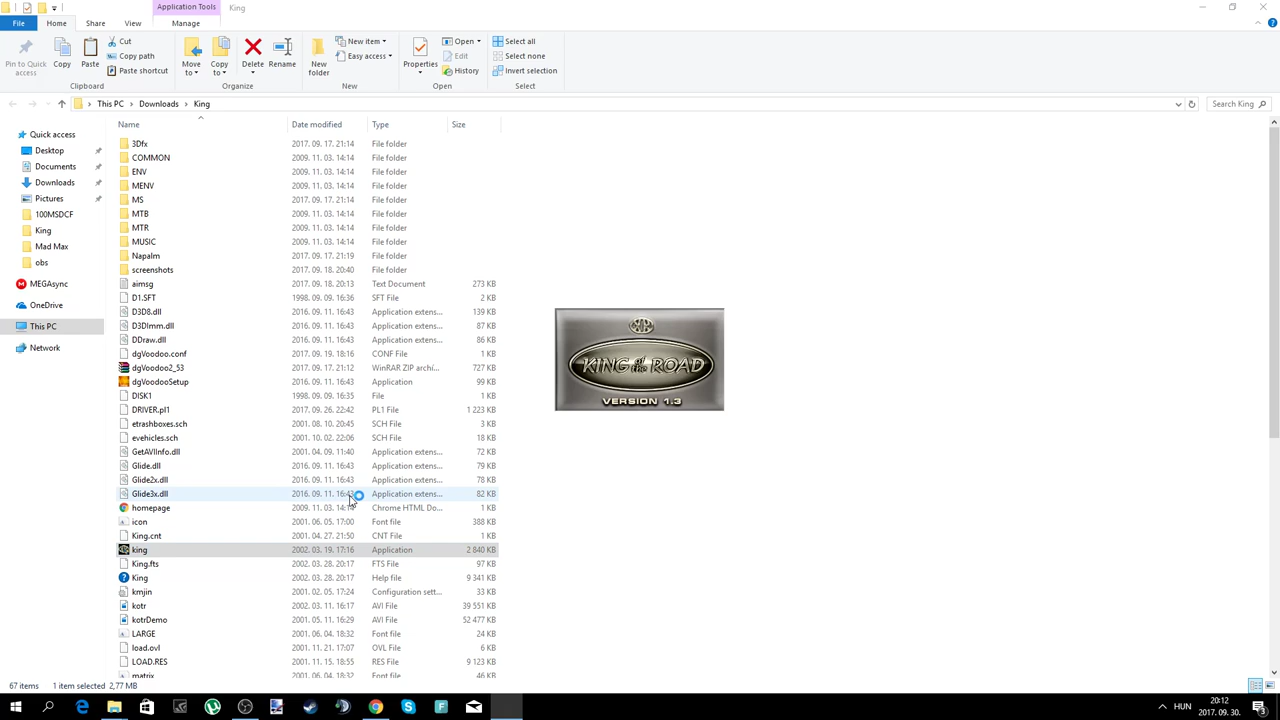 Application Tools King
File Home Share View Manage
Pin to Quick access
Copy
Paste
Cut
Copy path
Paste shortcut
Clipboard
Move to
Copy to
Delete
Rename
Organize
New folder
New item
Easy access
New
Properties
Open
Edit
History
Open
Select all
Select none
Invert selection
Select
This PC Downloads King Search King
Quick access
Desktop
Documents
Downloads
Pictures
100MSDCF
King
Mad Max
obs
MEGAsync
OneDrive
This PC
Network
Name Date modified Type Size
3Dfx 2017. 09. 17. 21:14 File folder
COMMON 2009. 11. 03. 14:14 File folder
ENV 2009. 11. 03. 14:14 File folder
MENV 2009. 11. 03. 14:14 File folder
MS 2017. 09. 17. 21:14 File folder
MTB 2009. 11. 03. 14:14 File folder
MTR 2009. 11. 03. 14:14 File folder
MUSIC 2009. 11. 03. 14:14 File folder
Napalm 2017. 09. 17. 21:19 File folder
screenshots 2017. 09. 18. 20:40 File folder
aimsg 2017. 09. 18. 20:13 Text Document 273 KB
D1.SFT 1998. 09. 09. 16:36 SFT File 2 KB
D3D8.dll 2016. 09. 11. 16:43 Application extens... 139 KB
D3DImm.dll 2016. 09. 11. 16:43 Application extens... 87 KB
DDraw.dll 2016. 09. 11. 16:43 Application extens... 86 KB
dgVoodoo.conf 2017. 09. 19. 18:16 CONF File 1 KB
dgVoodoo2_53 2017. 09. 17. 21:12 WinRAR ZIP archí... 727 KB
dgVoodooSetup 2016. 09. 11. 16:43 Application 99 KB
DISK1 1998. 09. 09. 16:35 File 1 KB
DRIVER.pl1 2017. 09. 26. 22:42 PL1 File 1 223 KB
etrashboxes.sch 2001. 08. 10. 20:45 SCH File 3 KB
evehicles.sch 2001. 10. 02. 22:06 SCH File 18 KB
GetAVIInfo.dll 2001. 04. 09. 11:40 Application extens... 72 KB
Glide.dll 2016. 09. 11. 16:43 Application extens... 79 KB
Glide2x.dll 2016. 09. 11. 16:43 Application extens... 78 KB
Glide3x.dll 2016. 09. 11. 16:43 Application extens... 82 KB
homepage 2009. 11. 03. 14:14 Chrome HTML Do... 1 KB
icon 2001. 06. 05. 17:00 Font file 388 KB
King.cnt 2001. 04. 27. 21:50 CNT File 1 KB
king 2002. 03. 19. 17:16 Application 2 840 KB
King.fts 2002. 03. 28. 20:17 FTS File 97 KB
King 2002. 03. 28. 20:17 Help file 9 341 KB
kmjin 2001. 02. 05. 17:24 Configuration sett... 33 KB
kotr 2002. 03. 11. 16:17 AVI File 39 551 KB
kotrDemo 2001. 05. 11. 16:29 AVI File 52 477 KB
LARGE 2001. 06. 04. 18:32 Font file 24 KB
load.ovl 2001. 11. 21. 17:07 OVL File 6 KB
LOAD.RES 2001. 11. 15. 18:55 RES File 9 123 KB
matrix 2001. 06. 04. 18:32 Font file 46 KB
KING of the ROAD
VERSION 1.3
67 items 1 item selected 2,77 MB
HUN
20:12
2017. 09. 30.